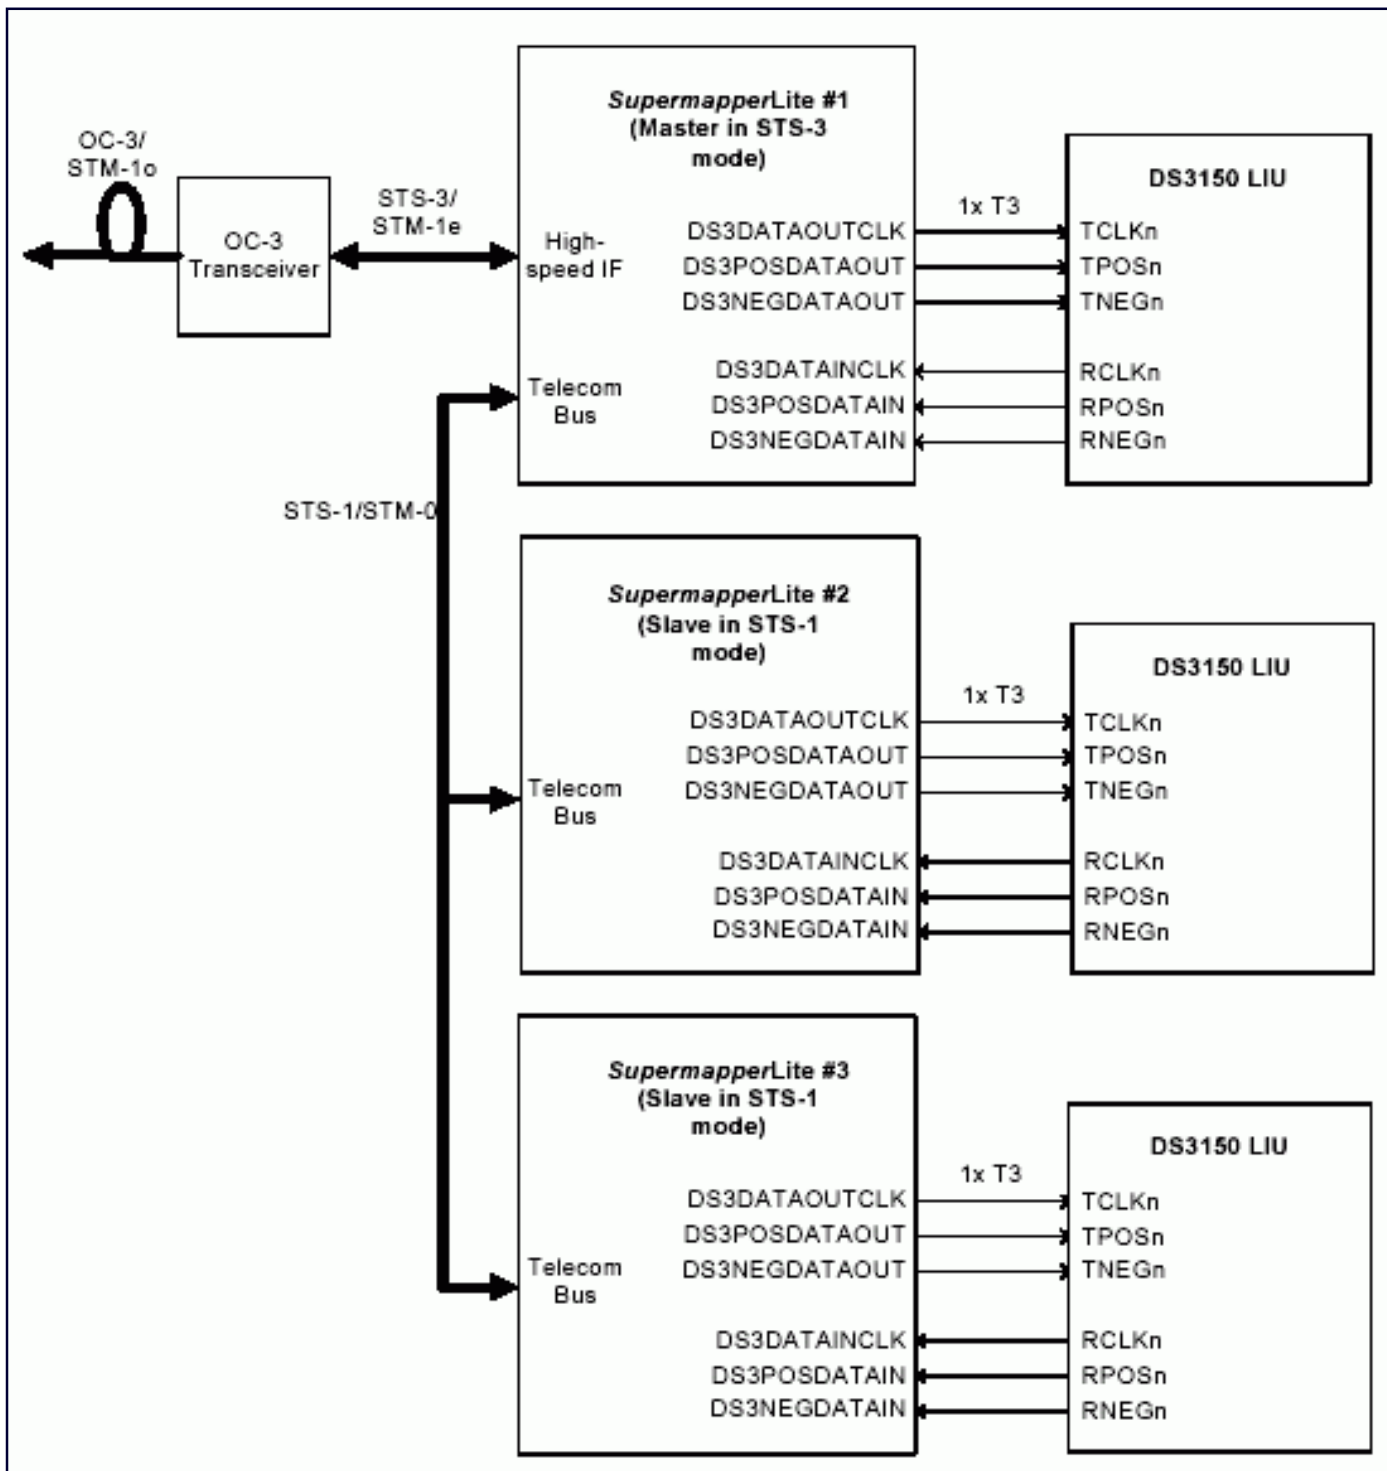 SupermapperLite #1
(Master in STS-3
mode)
OC-3/
STM-1o
STS-3/
STM-1e
OC-3
Transceiver
High-
speed IF
Telecom
Bus
DS3DATAOUTCLK
DS3POSDATAOUT
DS3NEGDATAOUT
DS3DATAINCLK
DS3POSDATAIN
DS3NEGDATAIN
1x T3
DS3150 LIU
TCLKn
TPOSn
TNEGn
RCLKn
RPOSn
RNEGn
STS-1/STM-0
SupermapperLite #2
(Slave in STS-1
mode)
Telecom
Bus
DS3DATAOUTCLK
DS3POSDATAOUT
DS3NEGDATAOUT
DS3DATAINCLK
DS3POSDATAIN
DS3NEGDATAIN
1x T3
DS3150 LIU
TCLKn
TPOSn
TNEGn
RCLKn
RPOSn
RNEGn
SupermapperLite #3
(Slave in STS-1
mode)
Telecom
Bus
DS3DATAOUTCLK
DS3POSDATAOUT
DS3NEGDATAOUT
DS3DATAINCLK
DS3POSDATAIN
DS3NEGDATAIN
1x T3
DS3150 LIU
TCLKn
TPOSn
TNEGn
RCLKn
RPOSn
RNEGn